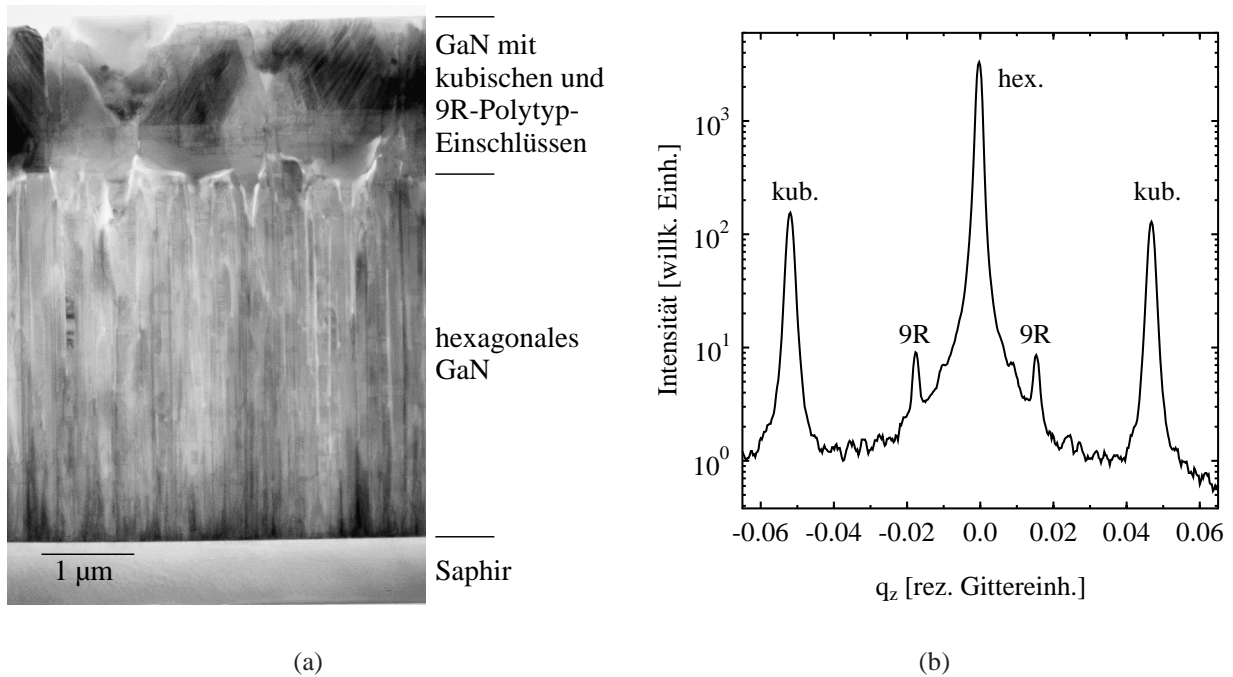 GaN mit
kubischen und
9R-Polytyp-
Einschlüssen
hexagonales
GaN
Saphir
1 µm
(a)
Intensität [willk. Einh.]
10³
10²
10¹
10⁰
hex.
kub.
kub.
9R
9R
-0.06 -0.04 -0.02 0.0 0.02 0.04 0.06
q_z [rez. Gittereinh.]
(b)